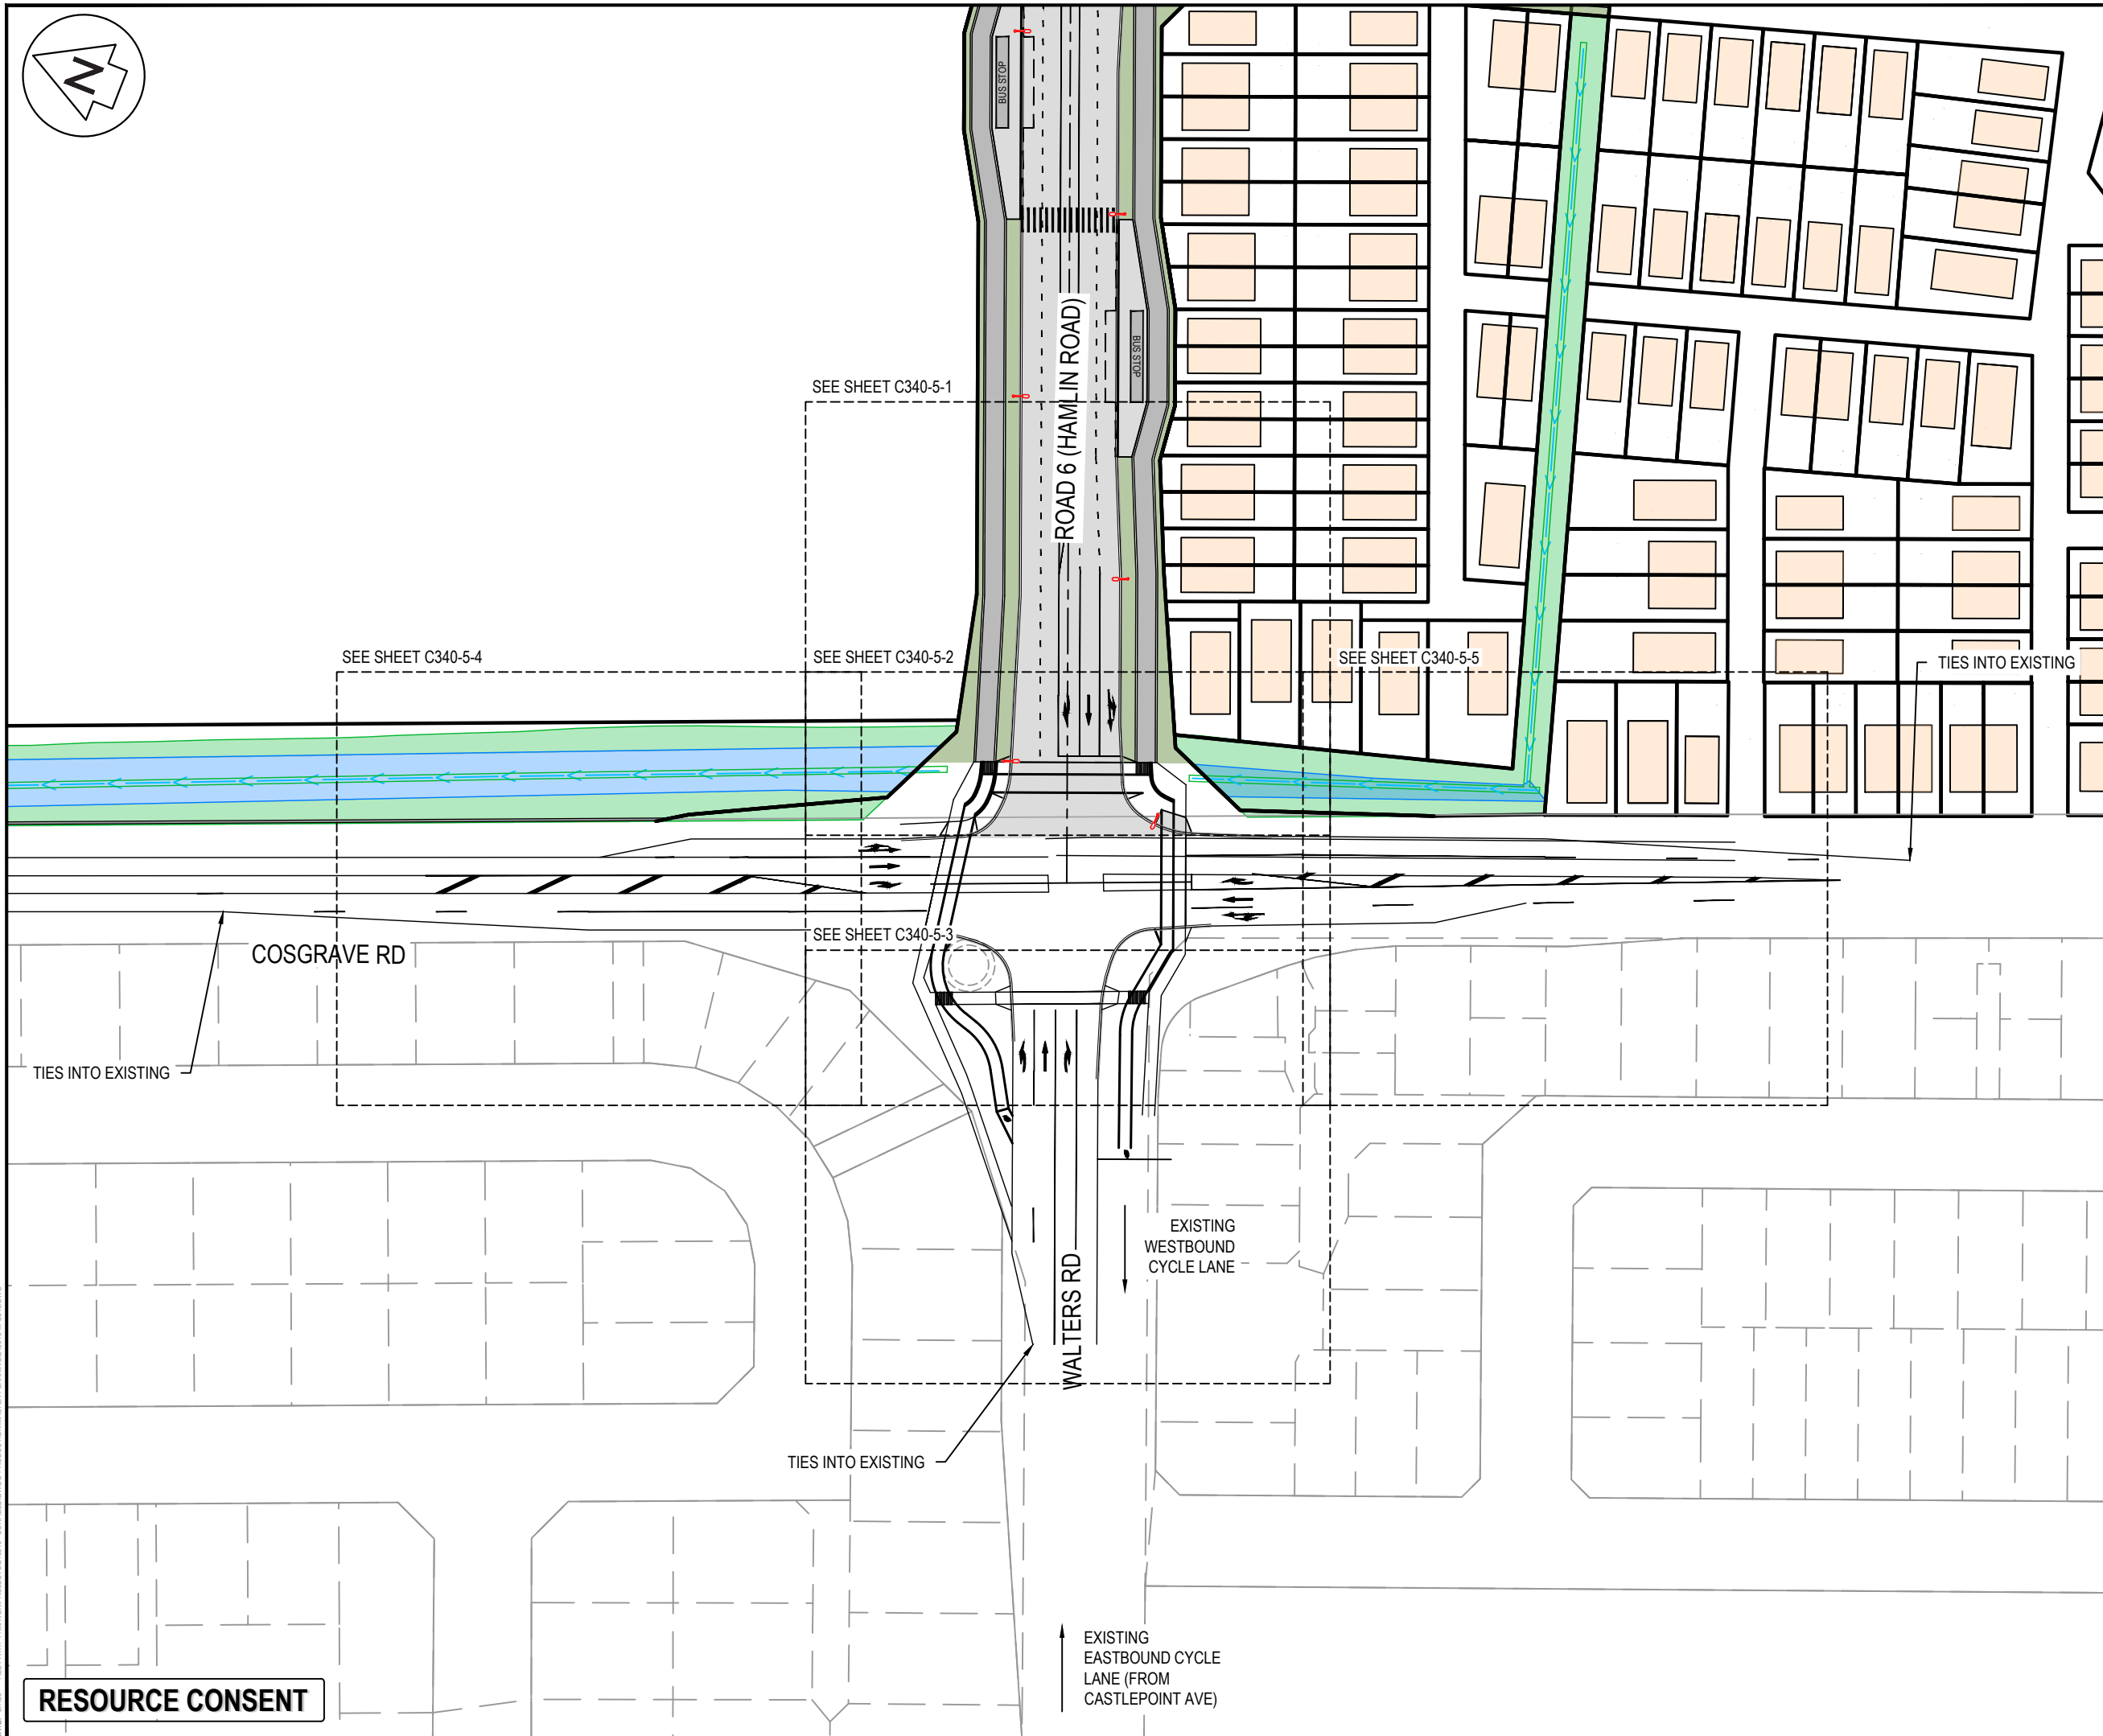 N
BUS STOP
ROAD 6 (HAMLIN ROAD)
BUS STOP
SEE SHEET C340-5-1
SEE SHEET C340-5-4
SEE SHEET C340-5-2
SEE SHEET C340-5-5
TIES INTO EXISTING
SEE SHEET C340-5-3
COSGRAVE RD
TIES INTO EXISTING
EXISTING
WESTBOUND
CYCLE LANE
WALTERS RD
TIES INTO EXISTING
EXISTING
EASTBOUND CYCLE
LANE (FROM
CASTLEPOINT AVE)
RESOURCE CONSENT